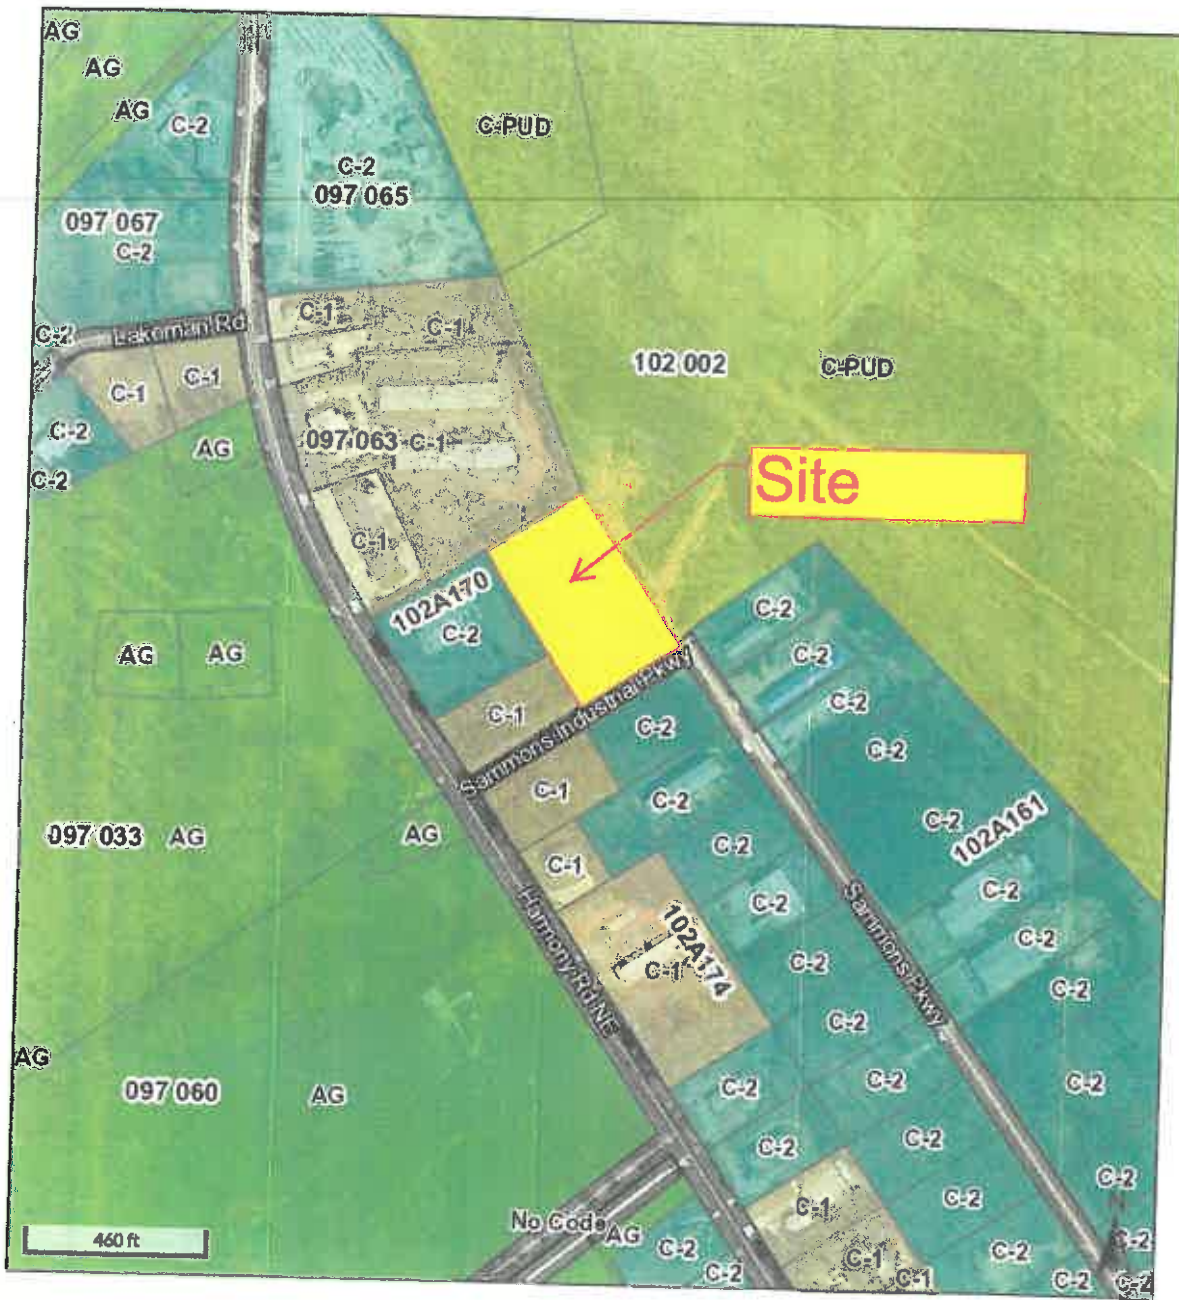 AG
AG
AG
C-2
C-PUD
C-2
097 065
097 067
C-2
C-1
C-1
C-2
Lakeman Rd
102 002
C-PUD
C-1
C-1
C-2
AG
097 063
C-1
C-2
Site
C-1
102A170
C-2
C-2
AG
AG
C-2
Sammons Industrial Pkwy
C-2
C-1
C-2
C-2
C-1
C-2
C-2
102A161
097 033
AG
AG
C-2
C-1
C-2
C-2
Sammons Pkwy
Harmony Rd NE
102A174
C-1
C-2
C-2
C-2
C-2
AG
097 060
AG
C-2
C-2
C-2
C-2
C-2
C-2
C-1
C-2
No Code
AG
C-2
C-2
C-1
C-1
C-2
C-2
C-2
C-2
460 ft